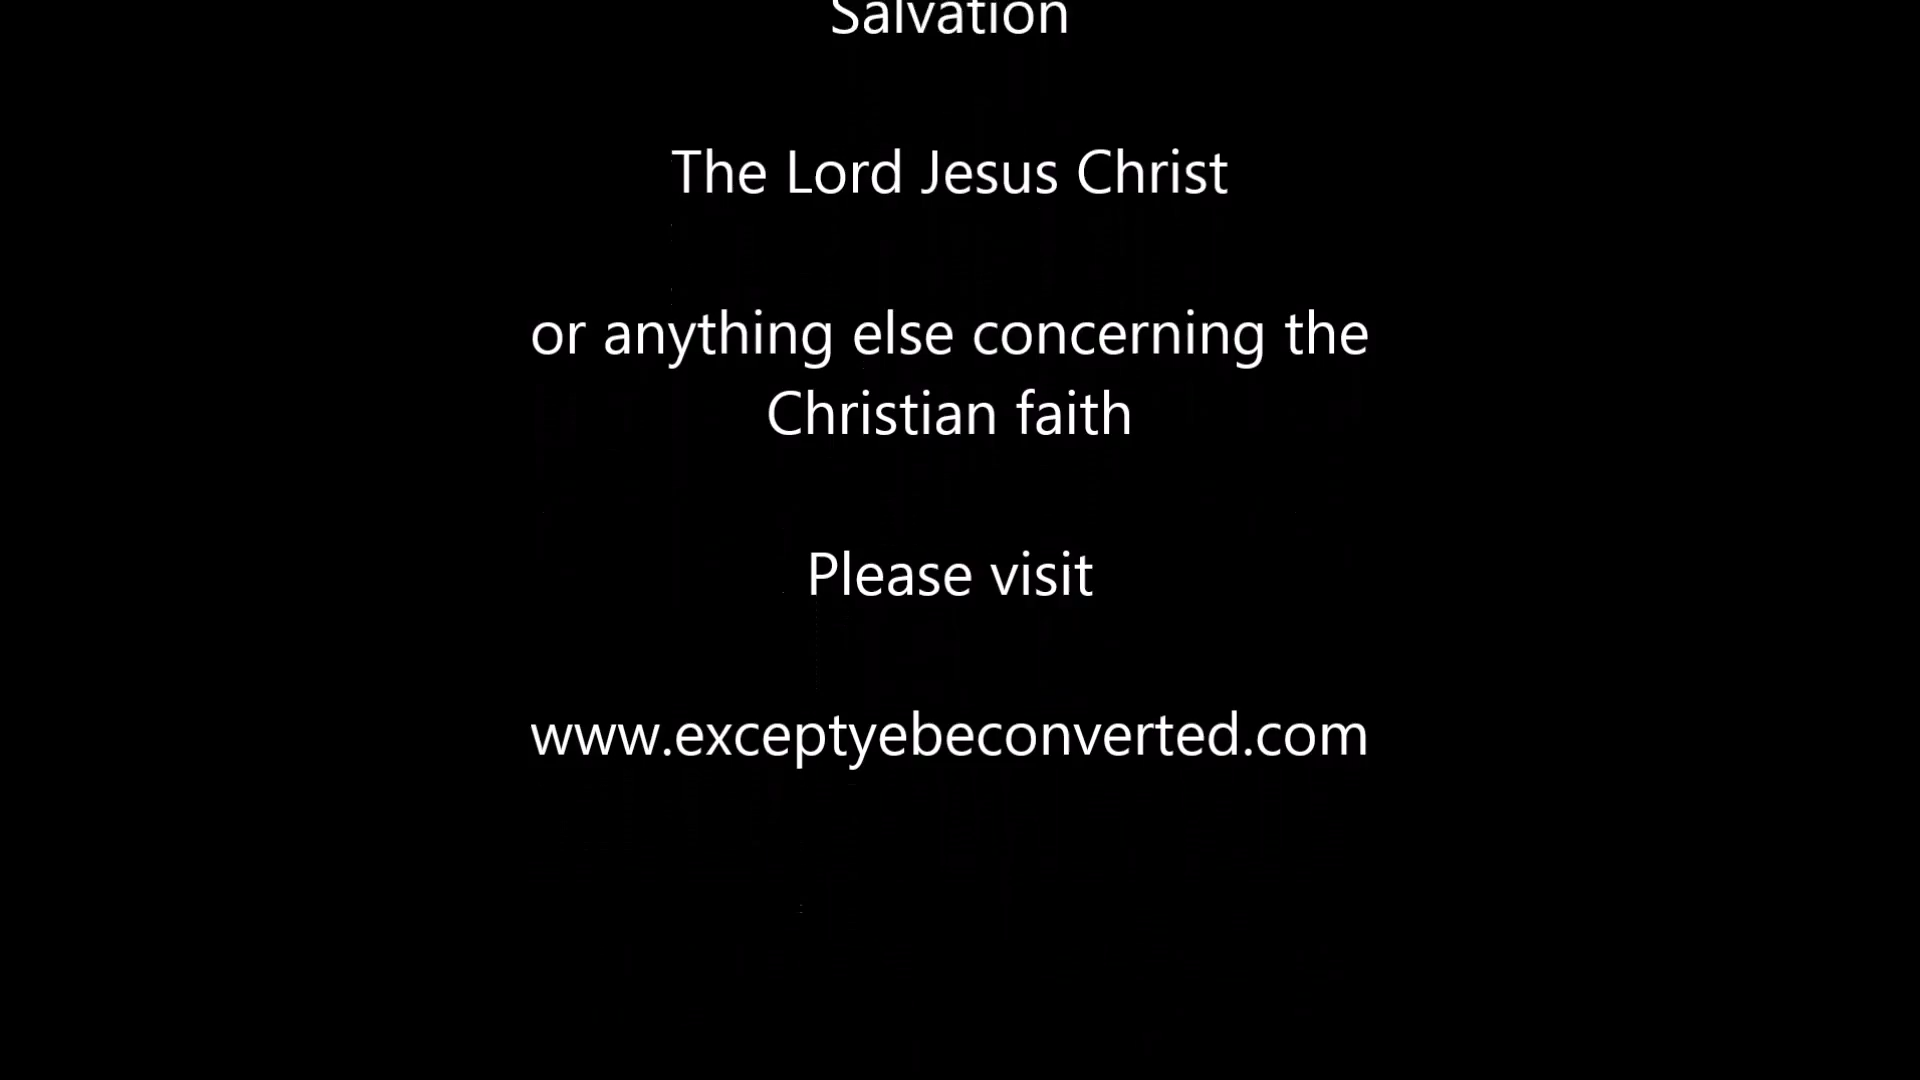 Salvation
The Lord Jesus Christ
or anything else concerning the
Christian faith
Please visit
www.exceptyebeconverted.com